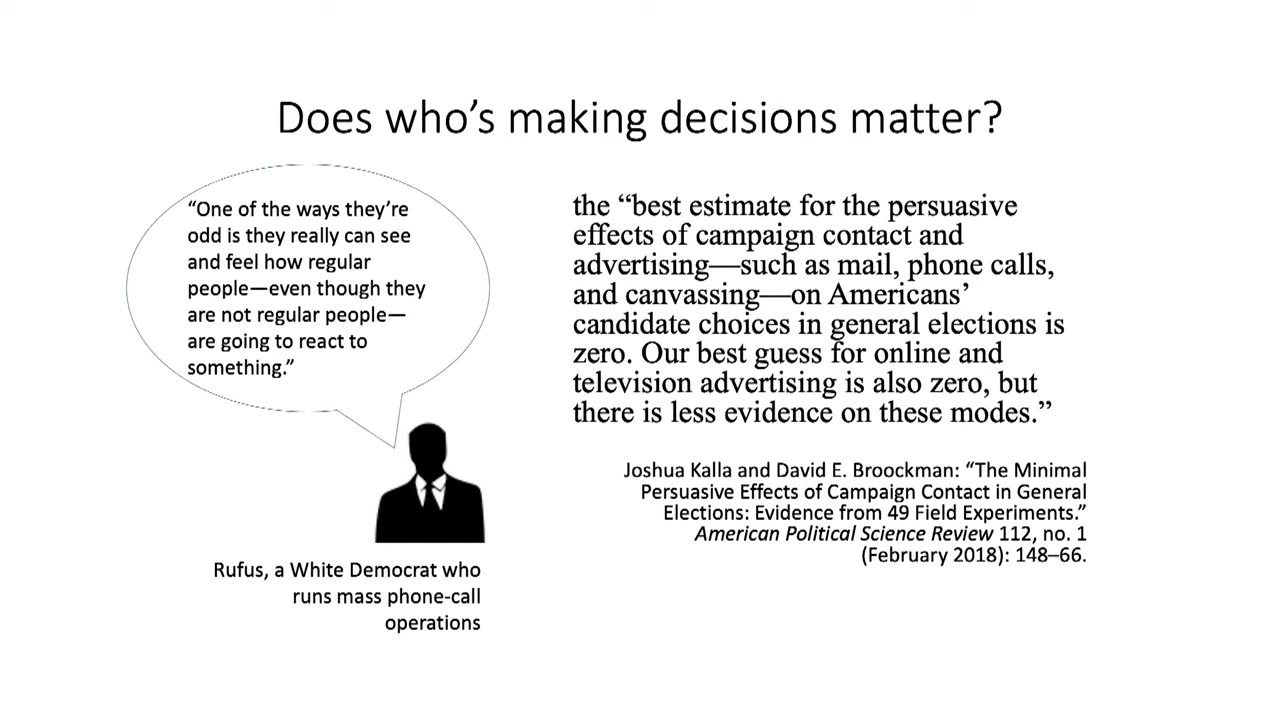 Does who’s making decisions matter?
“One of the ways they’re
odd is they really can see
and feel how regular
people—even though they
are not regular people—
are going to react to
something.”
Rufus, a White Democrat who
runs mass phone-call
operations
the “best estimate for the persuasive
effects of campaign contact and
advertising—such as mail, phone calls,
and canvassing—on Americans’
candidate choices in general elections is
zero. Our best guess for online and
television advertising is also zero, but
there is less evidence on these modes.”
Joshua Kalla and David E. Broockman: “The Minimal
Persuasive Effects of Campaign Contact in General
Elections: Evidence from 49 Field Experiments.”
American Political Science Review 112, no. 1
(February 2018): 148–66.